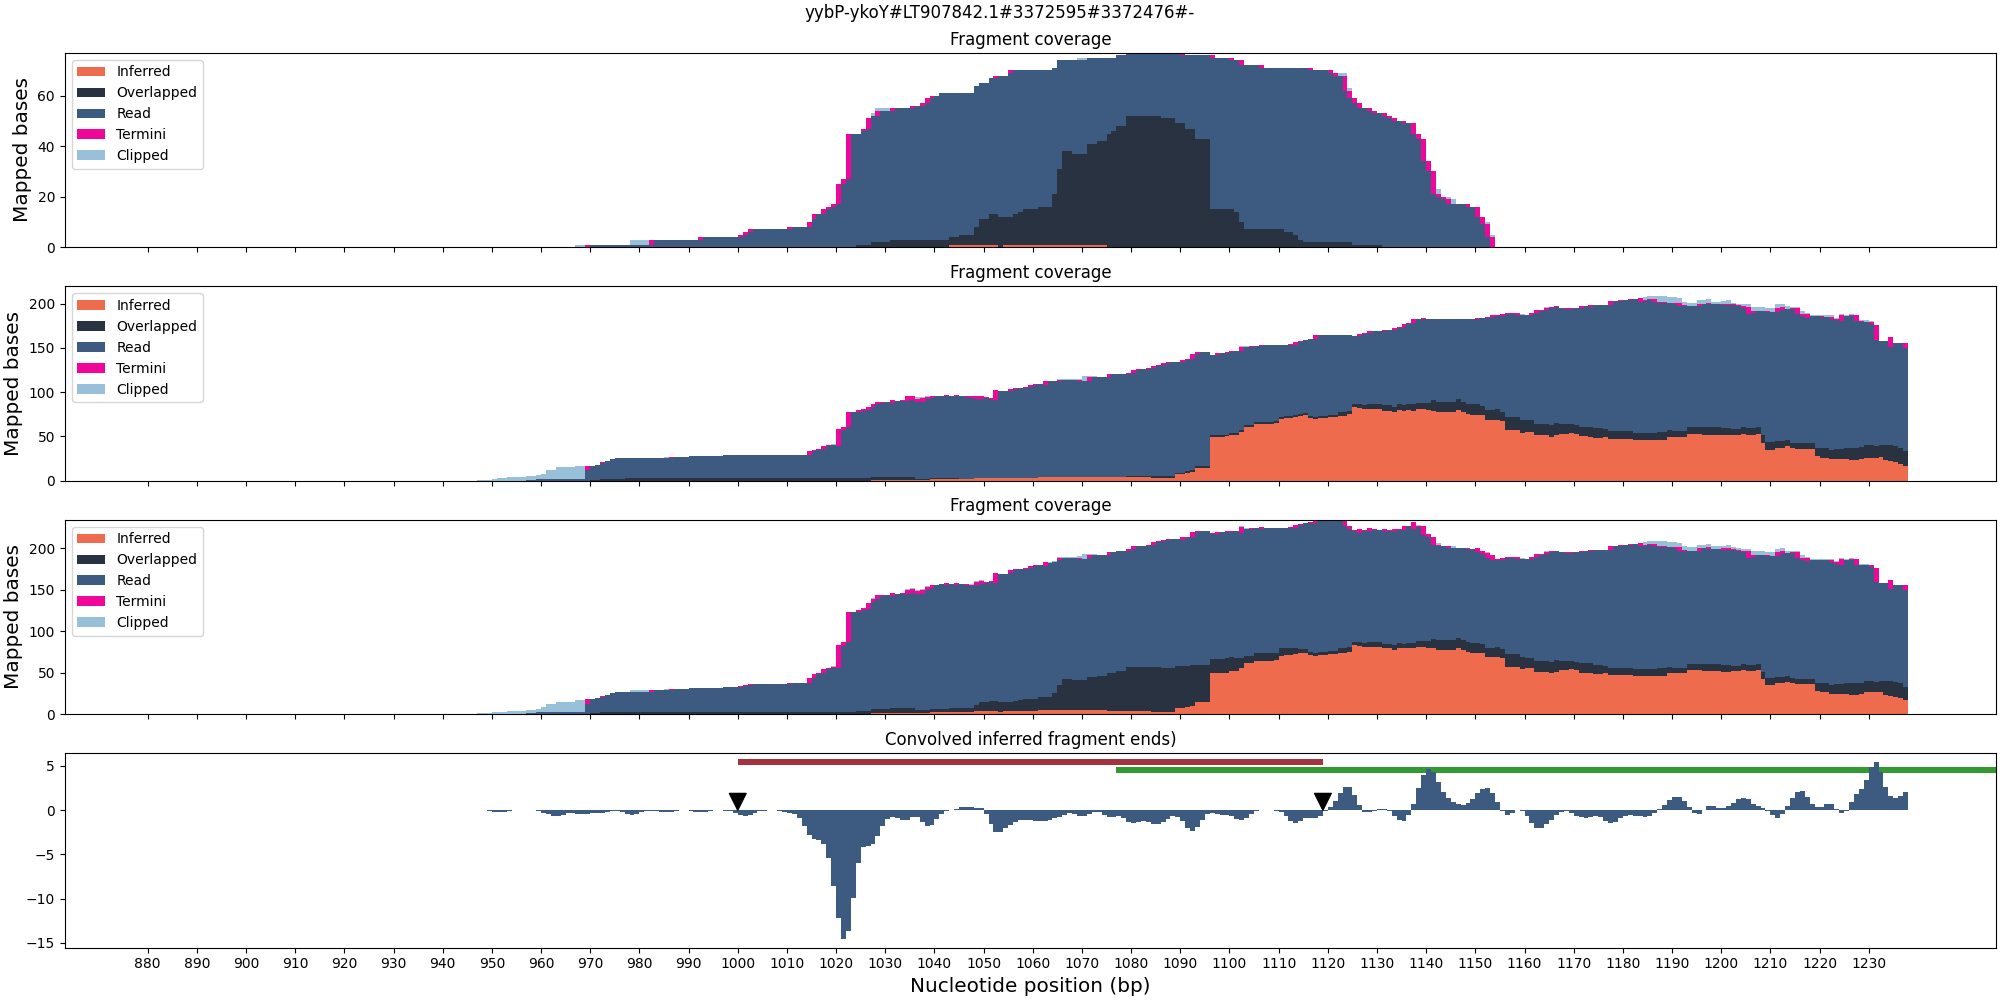 yybP-ykoY#LT907842.1#3372595#3372476#-
Fragment coverage
Mapped bases
60
40
20
0
Inferred
Overlapped
Read
Termini
Clipped
Fragment coverage
Mapped bases
200
150
100
50
0
Inferred
Overlapped
Read
Termini
Clipped
Fragment coverage
Mapped bases
200
150
100
50
0
Inferred
Overlapped
Read
Termini
Clipped
Convolved inferred fragment ends)
5
0
−5
−10
−15
880 890 900 910 920 930 940 950 960 970 980 990 1000 1010 1020 1030 1040 1050 1060 1070 1080 1090 1100 1110 1120 1130 1140 1150 1160 1170 1180 1190 1200 1210 1220 1230
Nucleotide position (bp)